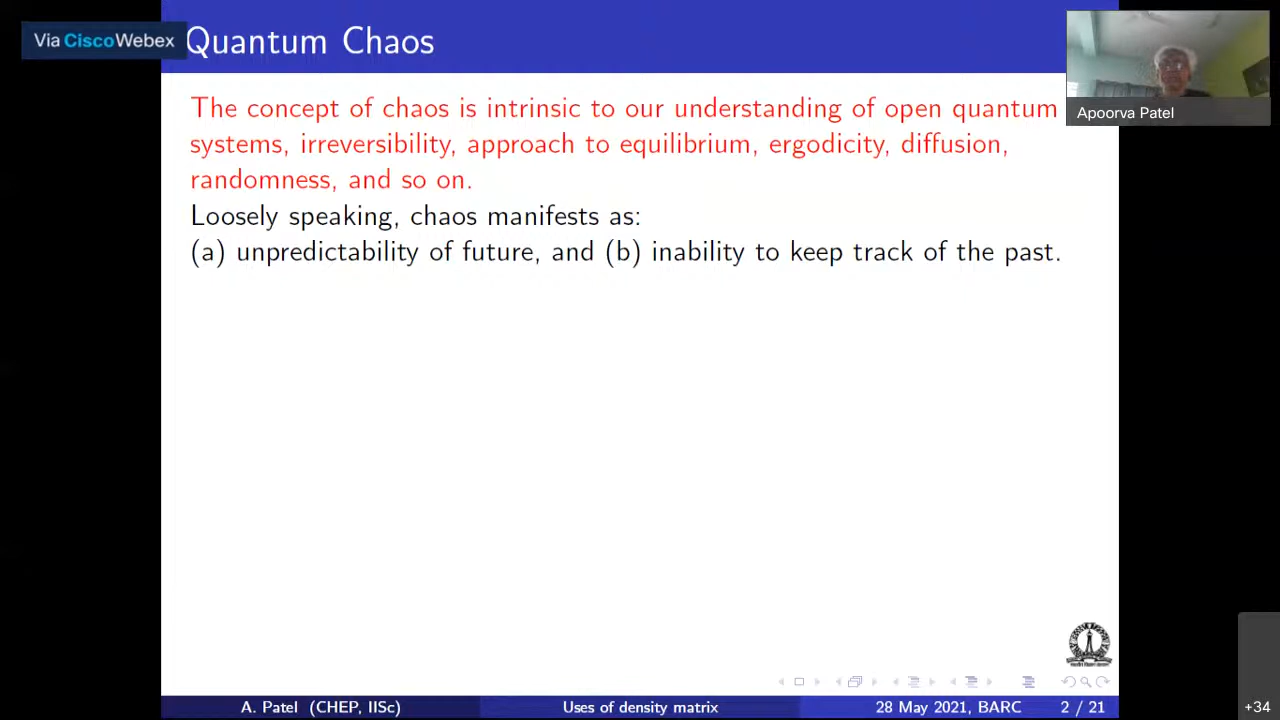 Via CiscoWebex
Quantum Chaos
Apoorva Patel
The concept of chaos is intrinsic to our understanding of open quantum
systems, irreversibility, approach to equilibrium, ergodicity, diffusion,
randomness, and so on.
Loosely speaking, chaos manifests as:
(a) unpredictability of future, and (b) inability to keep track of the past.
A. Patel (CHEP, IISc)
Uses of density matrix
28 May 2021, BARC
2 / 21
+34